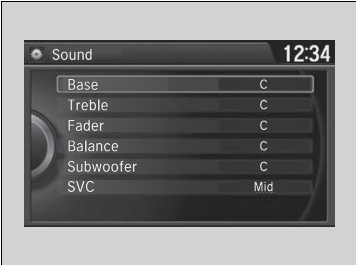 Sound 12:34
Base C
Treble C
Fader C
Balance C
Subwoofer C
SVC Mid